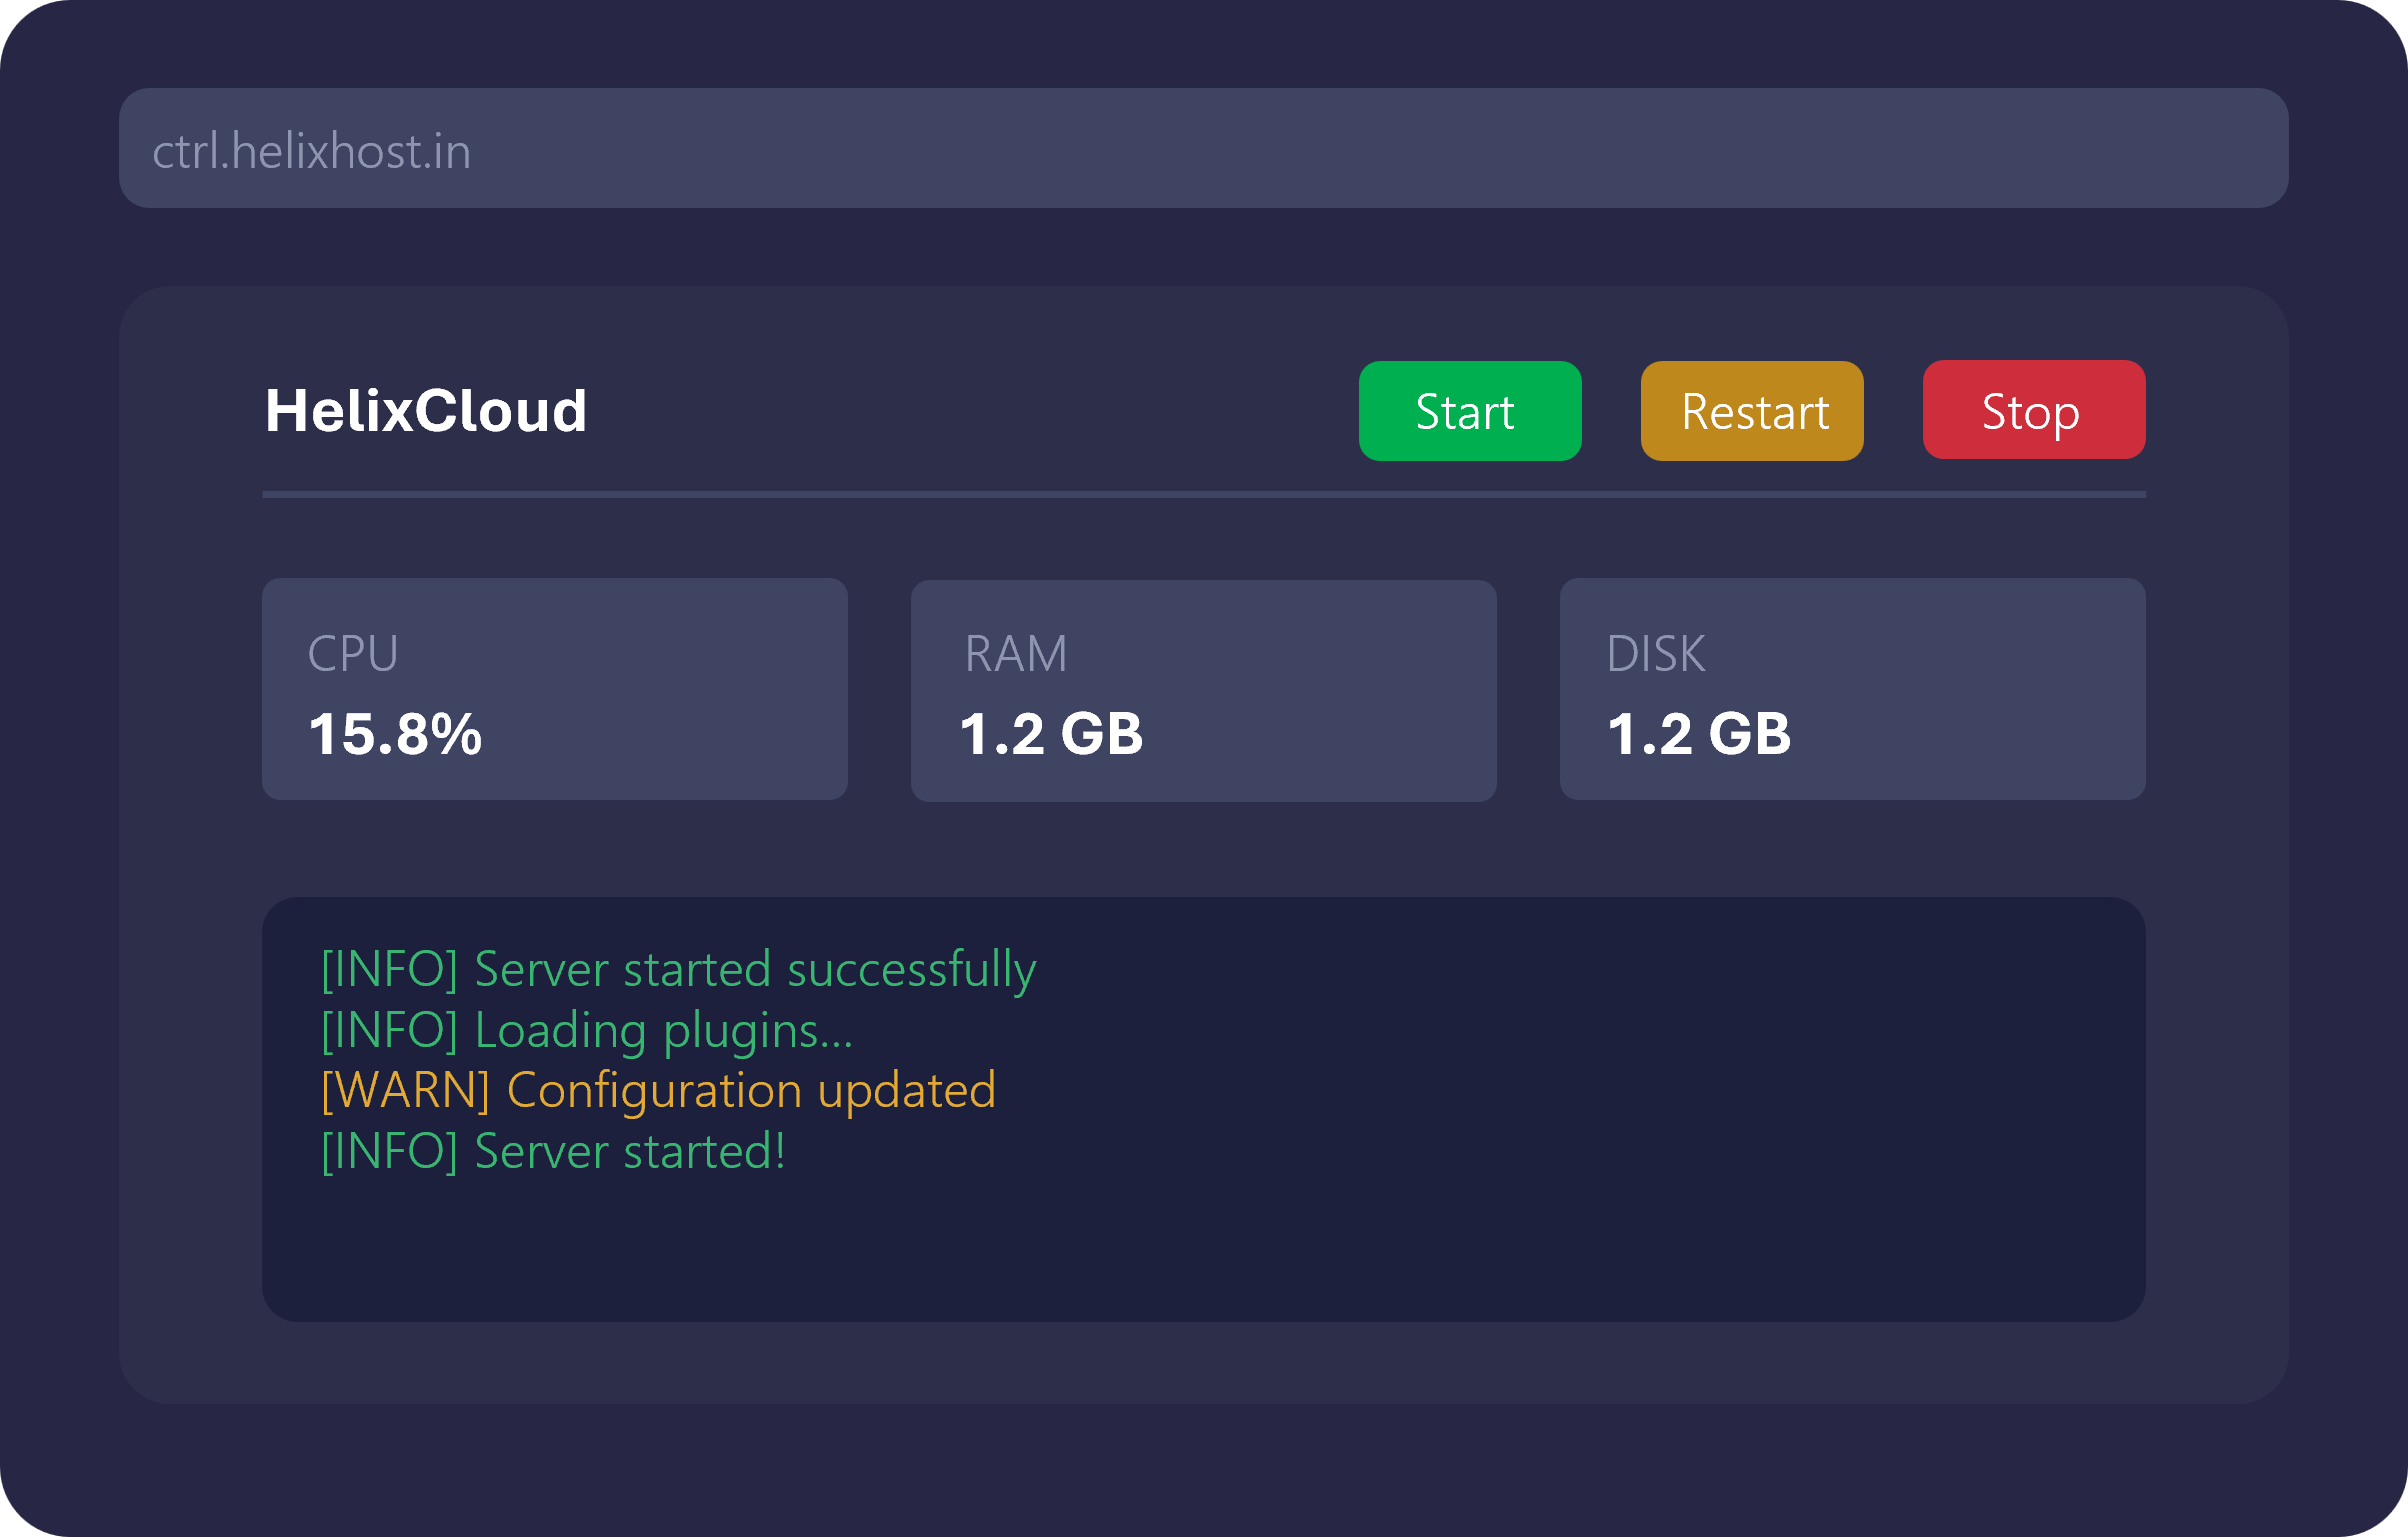 ctrl.helixhost.in
HelixCloud
Start
Restart
Stop
CPU
15.8%
RAM
1.2 GB
DISK
1.2 GB
[INFO] Server started successfully
[INFO] Loading plugins...
[WARN] Configuration updated
[INFO] Server started!